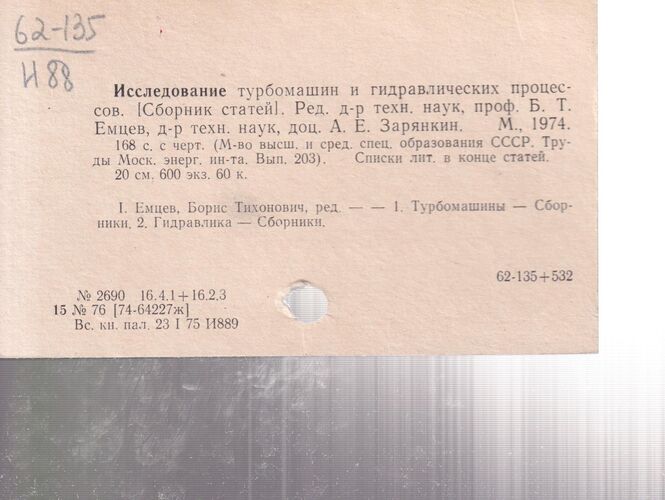 62-135
И 88
Исследование турбомашин и гидравлических процес-
сов. [Сборник статей]. Ред. д-р техн. наук, проф. Б. Т.
Емцев, д-р техн. наук, доц. А. Е. Зарянкин. М., 1974.
168 с. с черт. (М-во высш. и сред. спец. образования СССР. Тру-
ды Моск. энерг. ин-та. Вып. 203). Списки лит. в конце статей.
20 см. 600 экз. 60 к.
I. Емцев, Борис Тихонович, ред. — — 1. Турбомашины — Сбор-
ники. 2. Гидравлика — Сборники.
62-135+532
№ 2690 16.4.1+16.2.3
15 № 76 [74-64227ж]
Вс. кн. пал. 23 I 75 И889